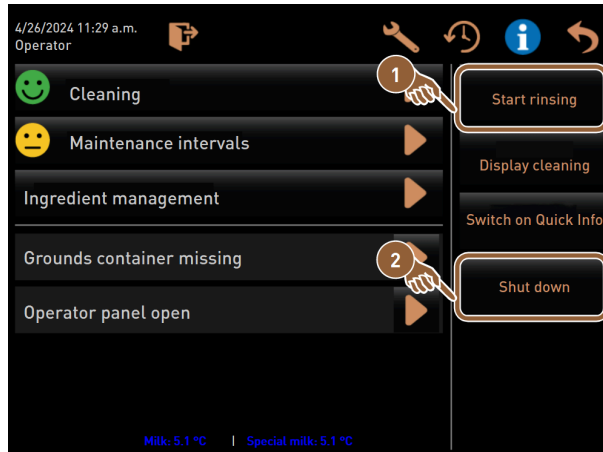 4/26/2024 11:29 a.m.
Operator
i
1
Cleaning
Start rinsing
Maintenance intervals
Display cleaning
Ingredient management
Switch on Quick Info
Grounds container missing
2
Shut down
Operator panel open
Milk: 5.1 °C | Special milk: 5.1 °C